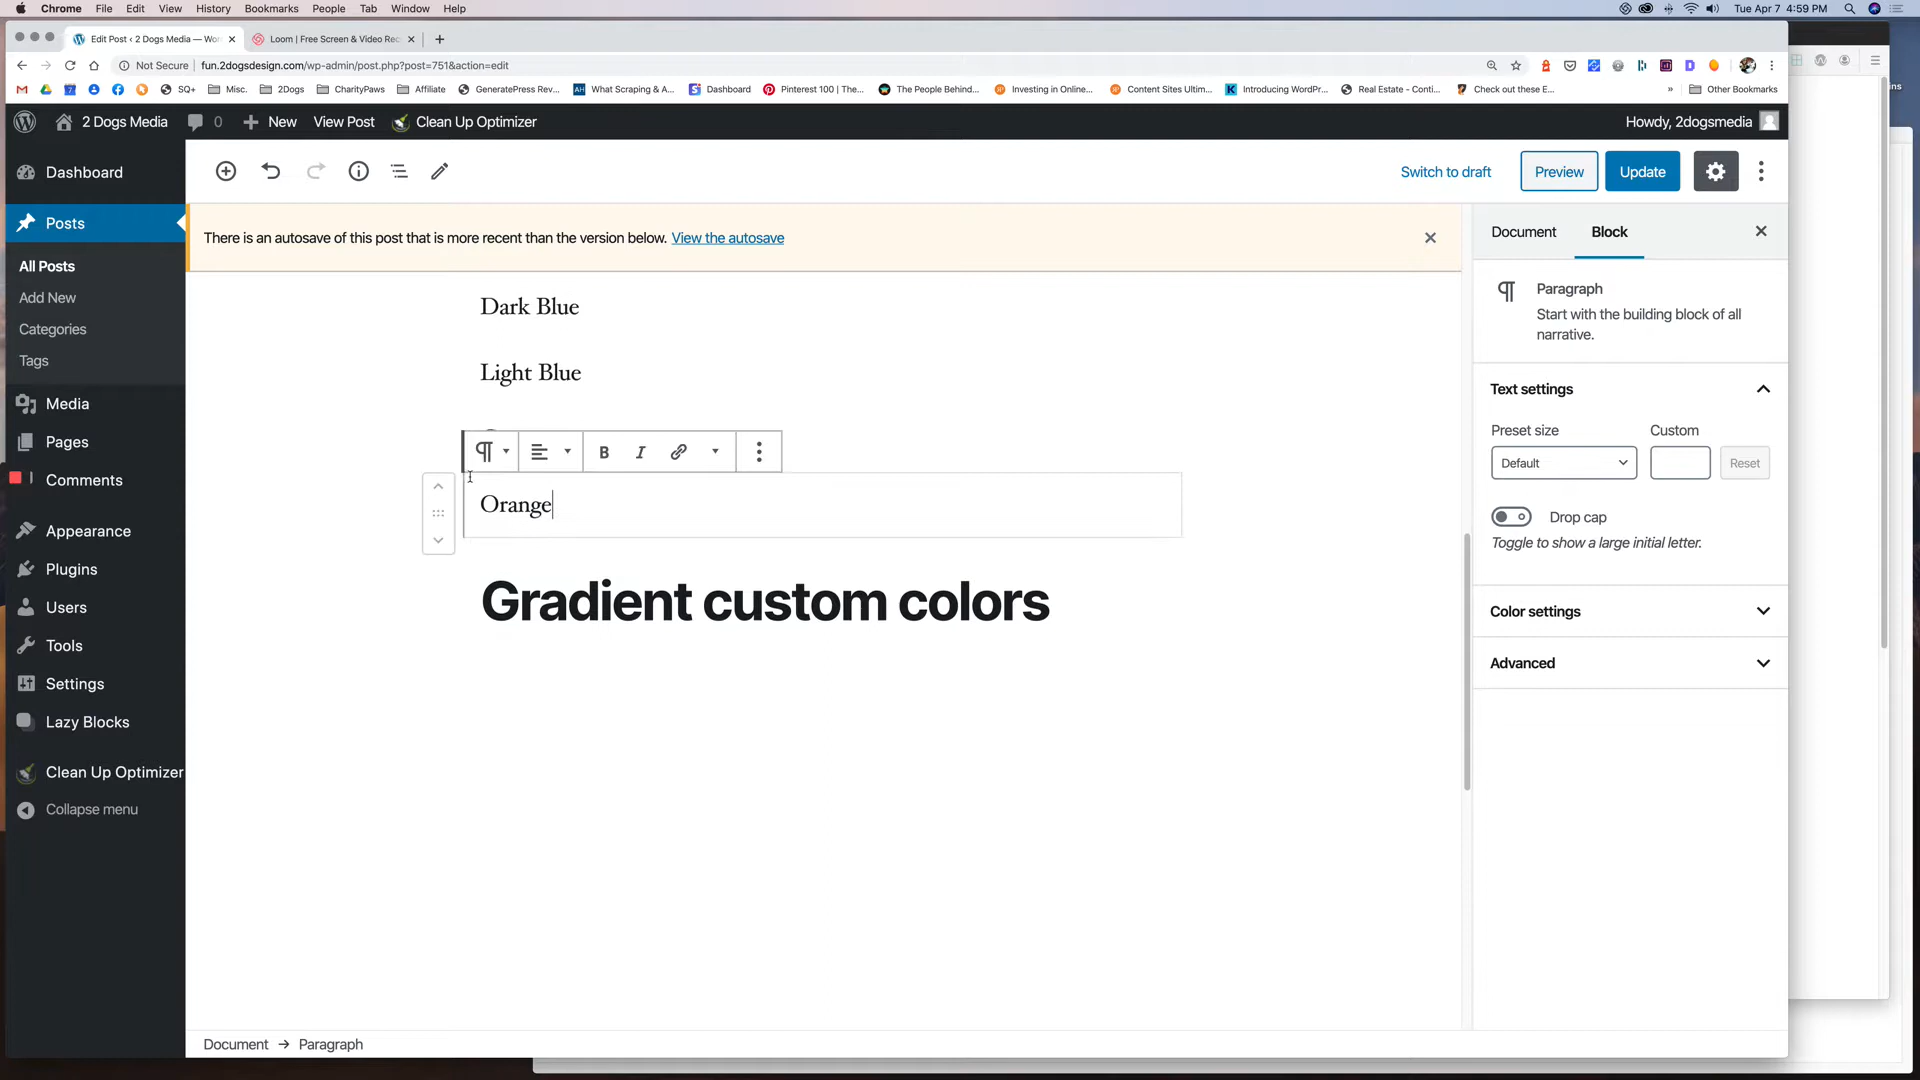 Chrome File Edit View History Bookmarks People Tab Window Help Tue Apr 7 4:59 PM
Edit Post ‹ 2 Dogs Media — Wor Loom | Free Screen & Video Rec
Not Secure fun.2dogsdesign.com/wp-admin/post.php?post=751&action=edit
SQ+ Misc. 2Dogs CharityPaws Affiliate GeneratePress Rev... What Scraping & A... Dashboard Pinterest 100 | The... The People Behind... Investing in Online... Content Sites Ultim... Introducing WordPr... Real Estate - Conti... Check out these E... » Other Bookmarks
2 Dogs Media 0 New View Post Clean Up Optimizer Howdy, 2dogsmedia
Switch to draft Preview Update
Dashboard
Posts
All Posts
Add New
Categories
Tags
Media
Pages
Comments
Appearance
Plugins
Users
Tools
Settings
Lazy Blocks
Clean Up Optimizer
Collapse menu
There is an autosave of this post that is more recent than the version below. View the autosave
Dark Blue
Light Blue
B I
Orange
Gradient custom colors
Document Block
Paragraph
Start with the building block of all
narrative.
Text settings
Preset size Custom
Default Reset
Drop cap
Toggle to show a large initial letter.
Color settings
Advanced
Document → Paragraph